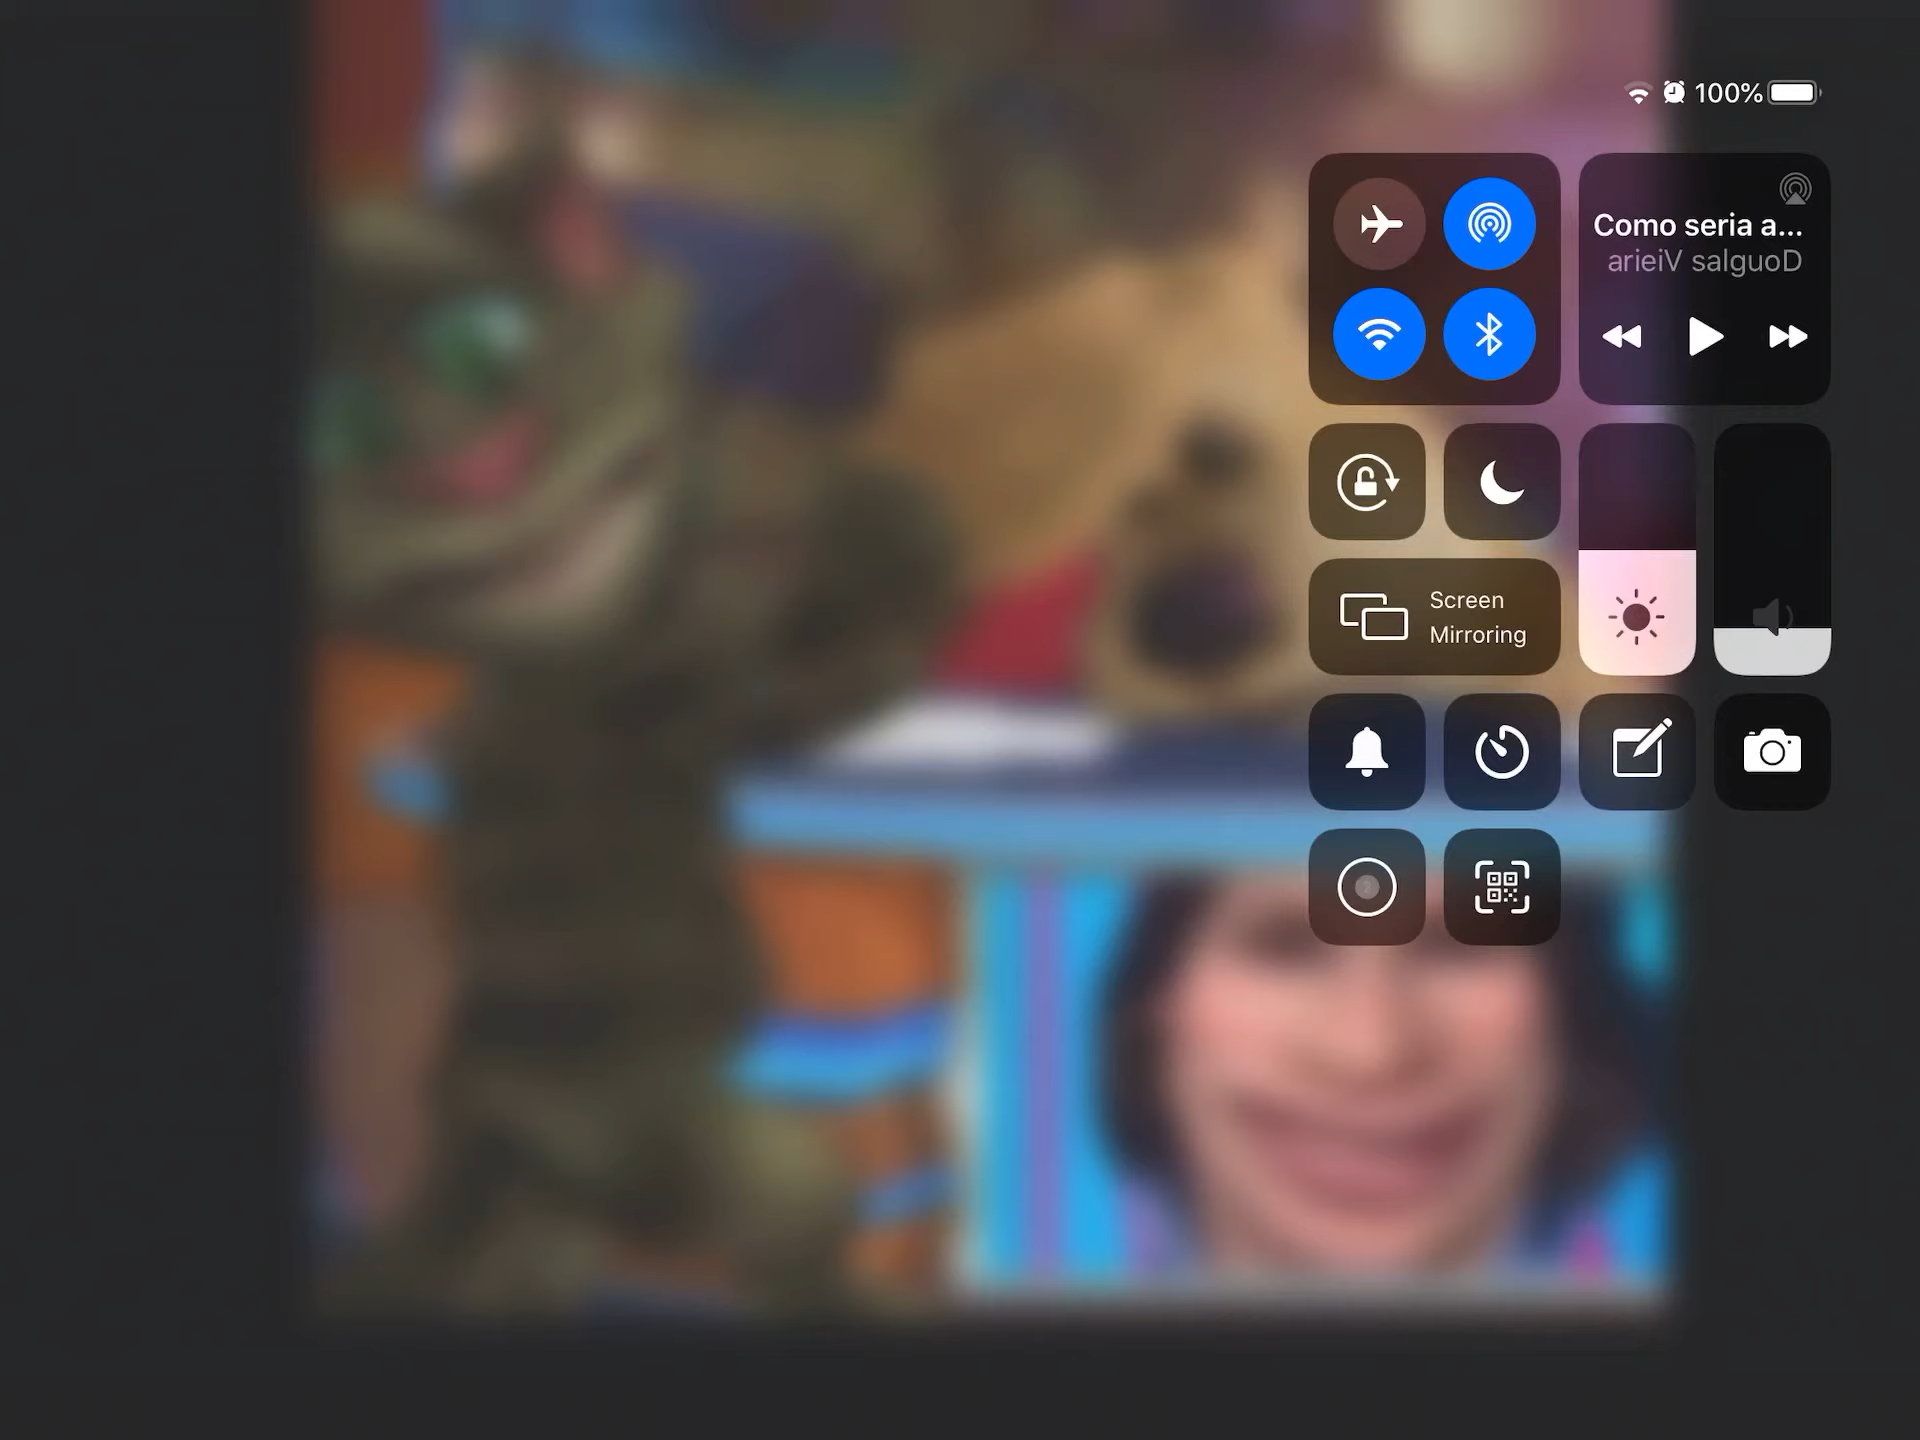 100%
Como seria a...
arieiV salguoD
Screen
Mirroring